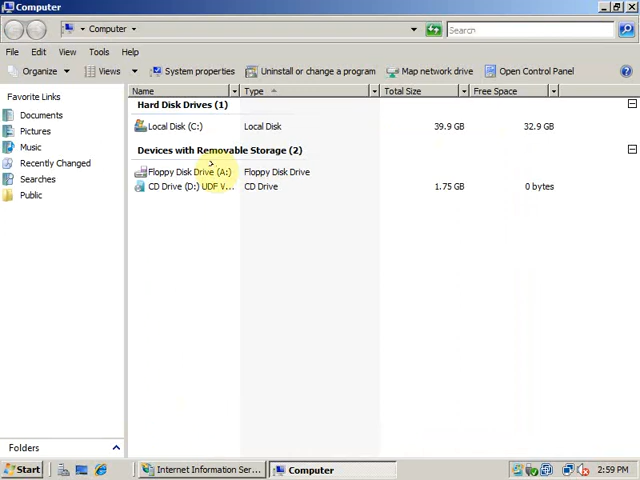 Computer
Computer
Search
File Edit View Tools Help
Organize Views System properties Uninstall or change a program Map network drive Open Control Panel
Favorite Links
Documents
Pictures
Music
Recently Changed
Searches
Public
Folders
Name Type Total Size Free Space
Hard Disk Drives (1)
Local Disk (C:) Local Disk 39.9 GB 32.9 GB
Devices with Removable Storage (2)
Floppy Disk Drive (A:) Floppy Disk Drive
CD Drive (D:) UDF V... CD Drive 1.75 GB 0 bytes
Start Internet Information Ser... Computer 2:59 PM